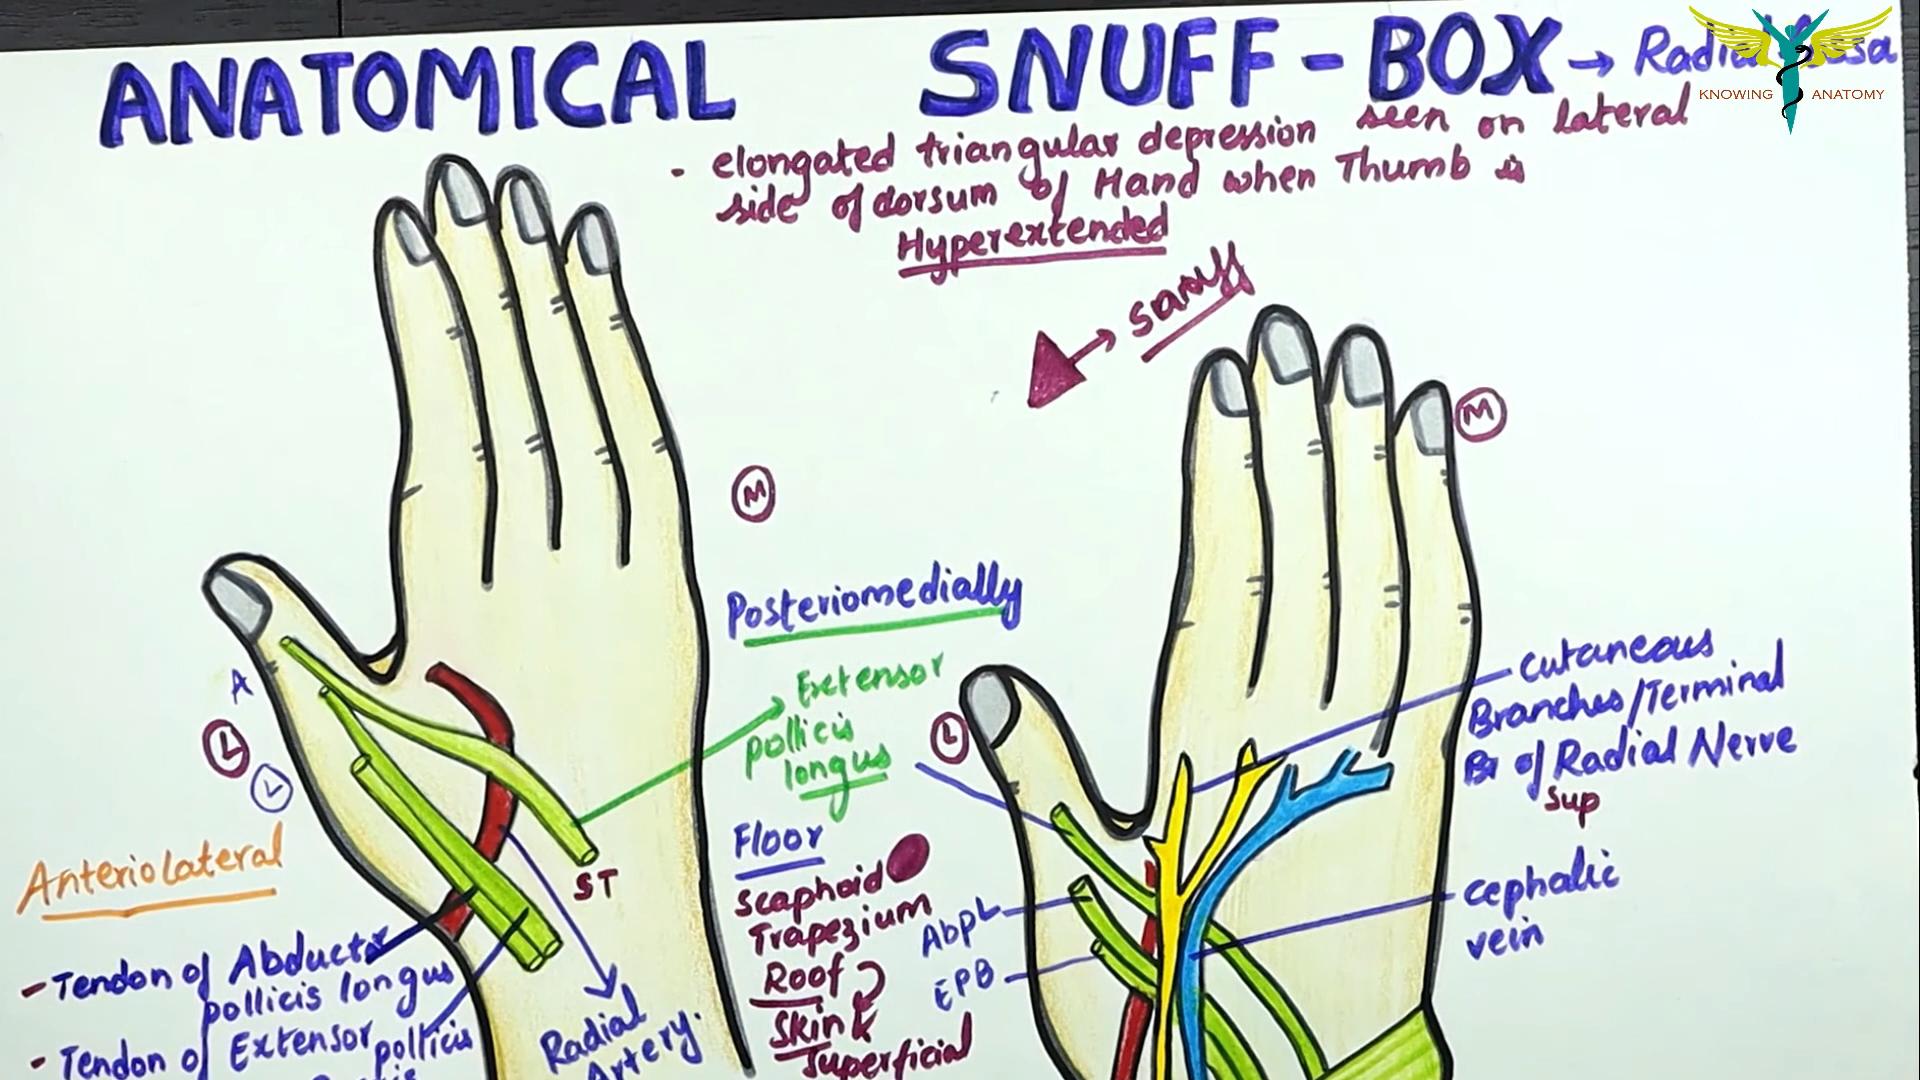 ANATOMICAL SNUFF-BOX → Radial
KNOWING ANATOMY
- elongated triangular depression seen on lateral
side of dorsum of Hand when Thumb is
Hyperextended
M
M
Posteriomedially
Extensor
pollicis
longus
A
L
L
L
Cutaneous
Branches/Terminal
Br of Radial Nerve
Sup
Anteriolateral
ST
Floor
Scaphoid
Trapezium
Roof
Skin &
Superficial
AbpL
EPB
Cephalic
vein
- Tendon of Abductor
pollicis longus
- Tendon of Extensor pollicis
Radial
Artery.